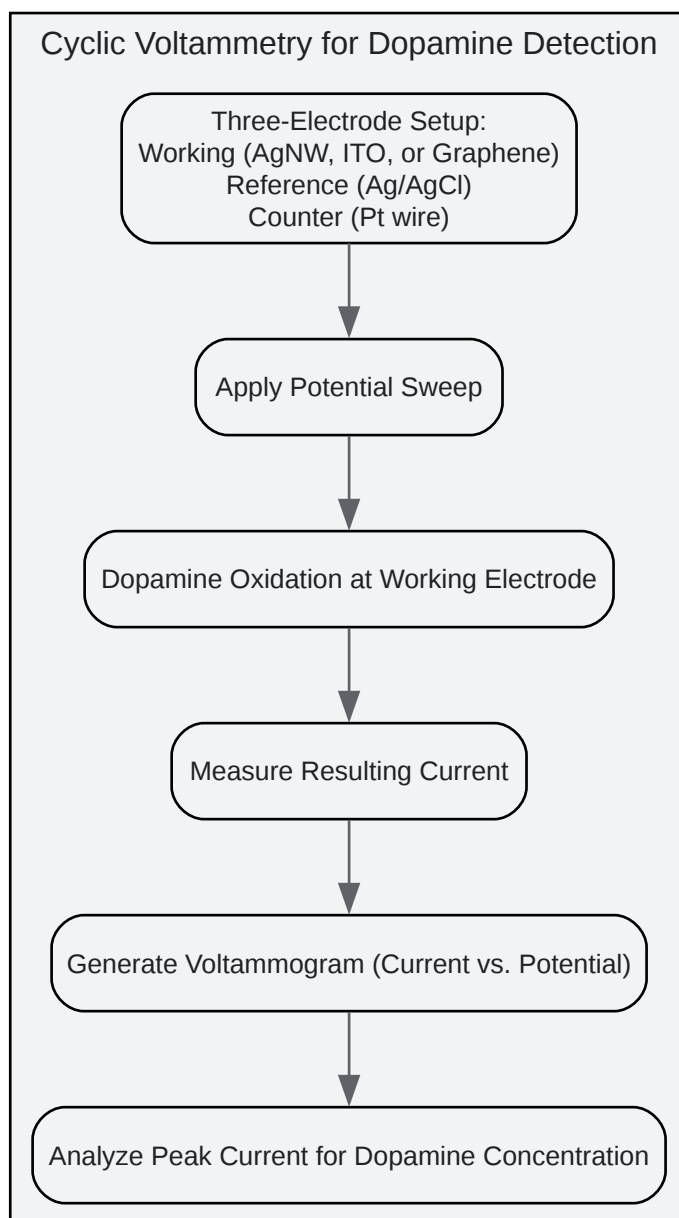 Cyclic Voltammetry for Dopamine Detection
Three-Electrode Setup:
Working (AgNW, ITO, or Graphene)
Reference (Ag/AgCl)
Counter (Pt wire)
Apply Potential Sweep
Dopamine Oxidation at Working Electrode
Measure Resulting Current
Generate Voltammogram (Current vs. Potential)
Analyze Peak Current for Dopamine Concentration